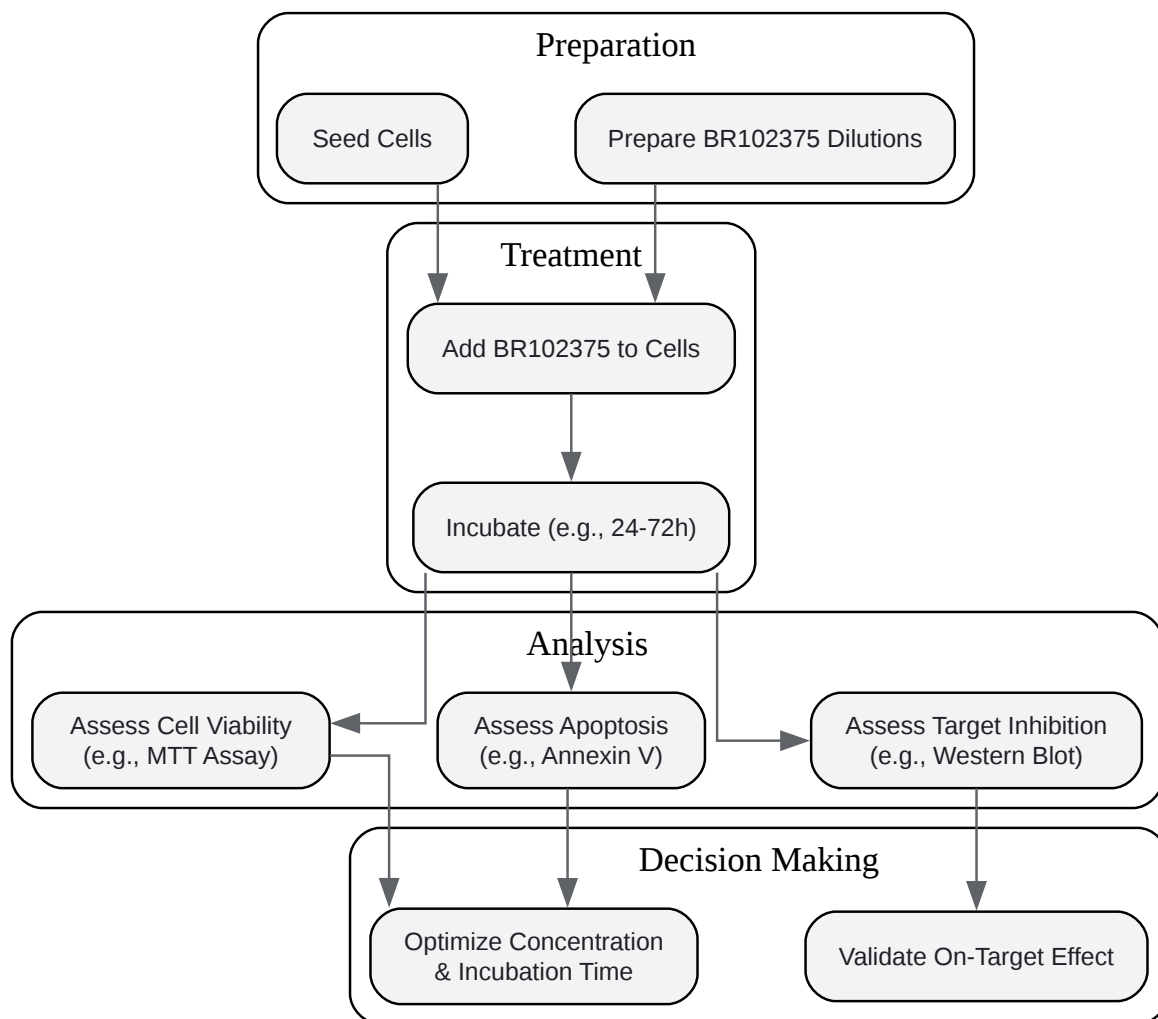 Preparation
Seed Cells
Prepare BR102375 Dilutions
Treatment
Add BR102375 to Cells
Incubate (e.g., 24-72h)
Analysis
Assess Cell Viability
(e.g., MTT Assay)
Assess Apoptosis
(e.g., Annexin V)
Assess Target Inhibition
(e.g., Western Blot)
Decision Making
Optimize Concentration
& Incubation Time
Validate On-Target Effect